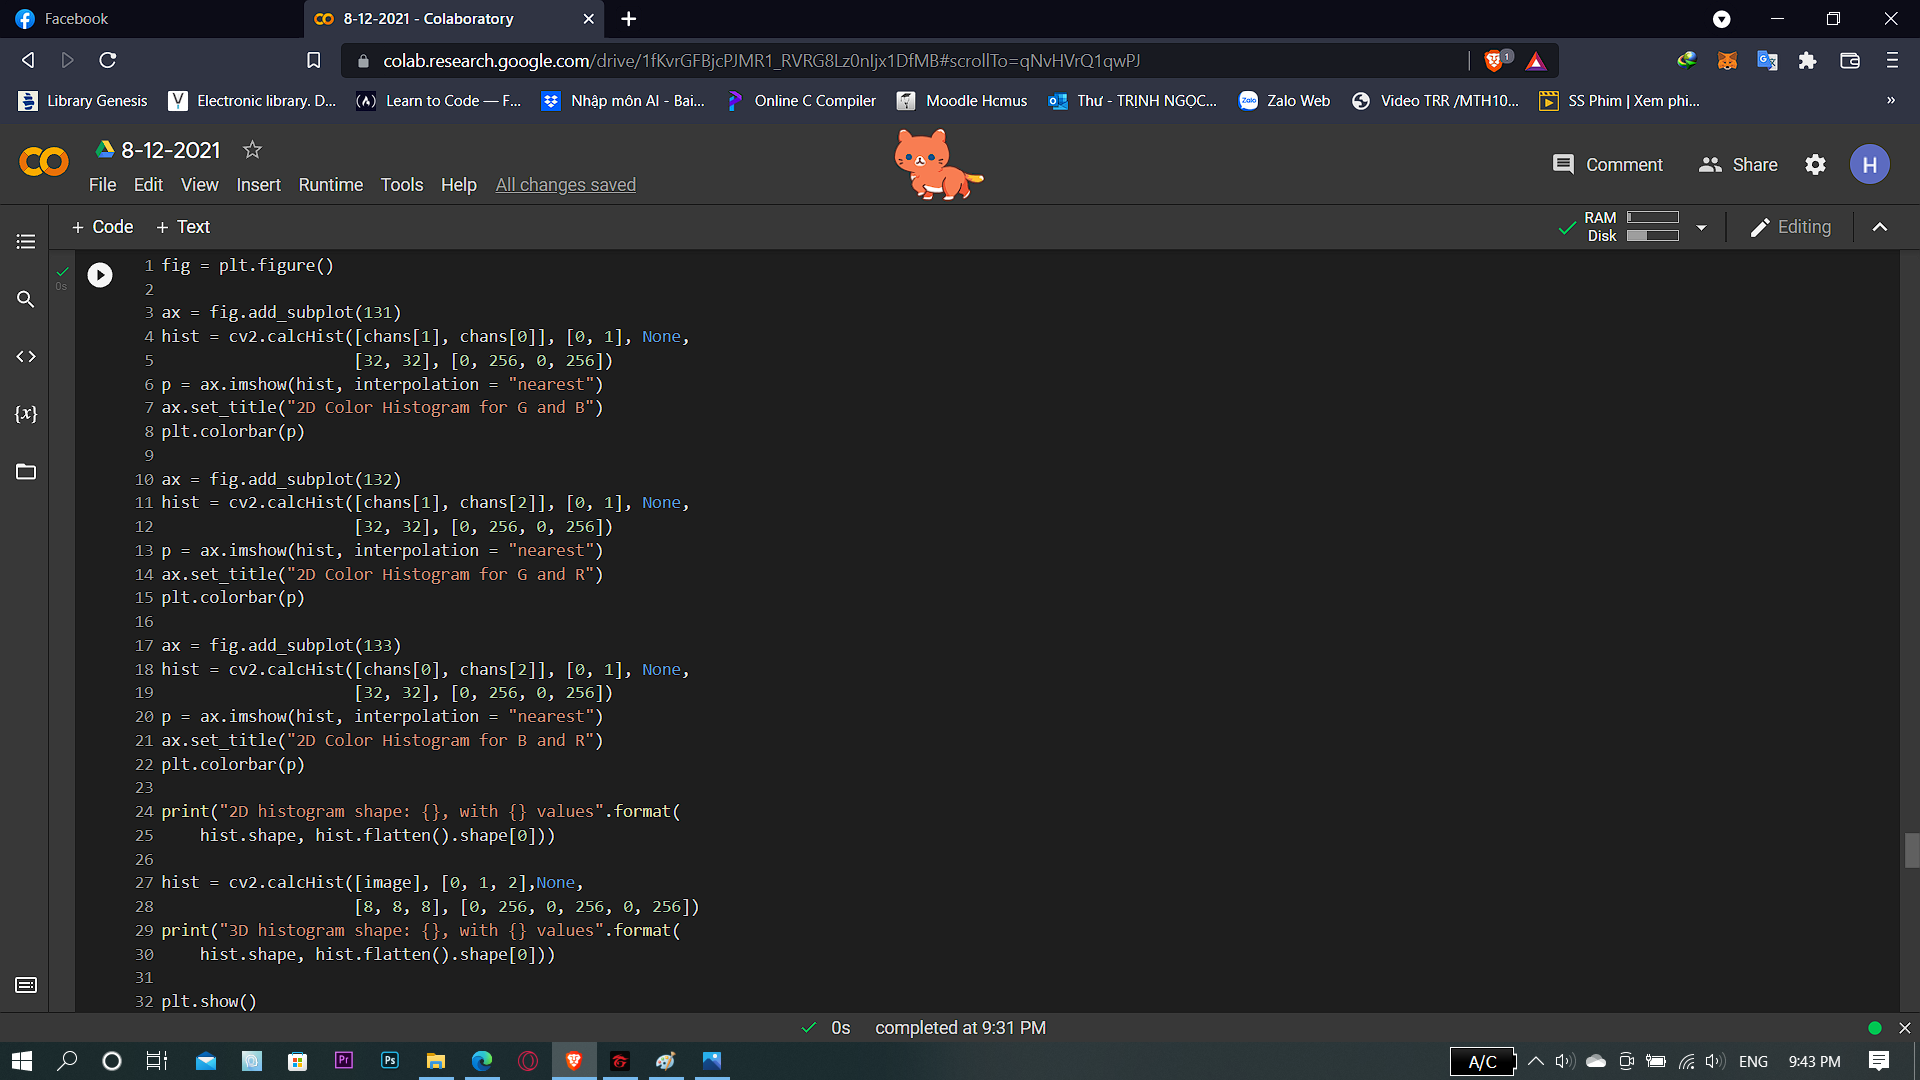 Facebook
8-12-2021 - Colaboratory
colab.research.google.com/drive/1fKvrGFBjcPJMR1_RVRG8Lz0nIjx1DfMB#scrollTo=qNvHVrQ1qwPJ
1
Library Genesis
Electronic library. D...
Learn to Code — F...
Nhập môn AI - Bai...
Online C Compiler
Moodle Hcmus
Thư - TRỊNH NGỌC...
Zalo Web
Video TRR /MTH10...
SS Phim | Xem phi...
8-12-2021
File Edit View Insert Runtime Tools Help All changes saved
Comment
Share
H
+ Code + Text
RAM
Disk
Editing
0s
1 fig = plt.figure()
2
3 ax = fig.add_subplot(131)
4 hist = cv2.calcHist([chans[1], chans[0]], [0, 1], None,
5 [32, 32], [0, 256, 0, 256])
6 p = ax.imshow(hist, interpolation = "nearest")
7 ax.set_title("2D Color Histogram for G and B")
8 plt.colorbar(p)
9
10 ax = fig.add_subplot(132)
11 hist = cv2.calcHist([chans[1], chans[2]], [0, 1], None,
12 [32, 32], [0, 256, 0, 256])
13 p = ax.imshow(hist, interpolation = "nearest")
14 ax.set_title("2D Color Histogram for G and R")
15 plt.colorbar(p)
16
17 ax = fig.add_subplot(133)
18 hist = cv2.calcHist([chans[0], chans[2]], [0, 1], None,
19 [32, 32], [0, 256, 0, 256])
20 p = ax.imshow(hist, interpolation = "nearest")
21 ax.set_title("2D Color Histogram for B and R")
22 plt.colorbar(p)
23
24 print("2D histogram shape: {}, with {} values".format(
25 hist.shape, hist.flatten().shape[0]))
26
27 hist = cv2.calcHist([image], [0, 1, 2],None,
28 [8, 8, 8], [0, 256, 0, 256, 0, 256])
29 print("3D histogram shape: {}, with {} values".format(
30 hist.shape, hist.flatten().shape[0]))
31
32 plt.show()
0s completed at 9:31 PM
Pr
Ps
A/C
ENG
9:43 PM